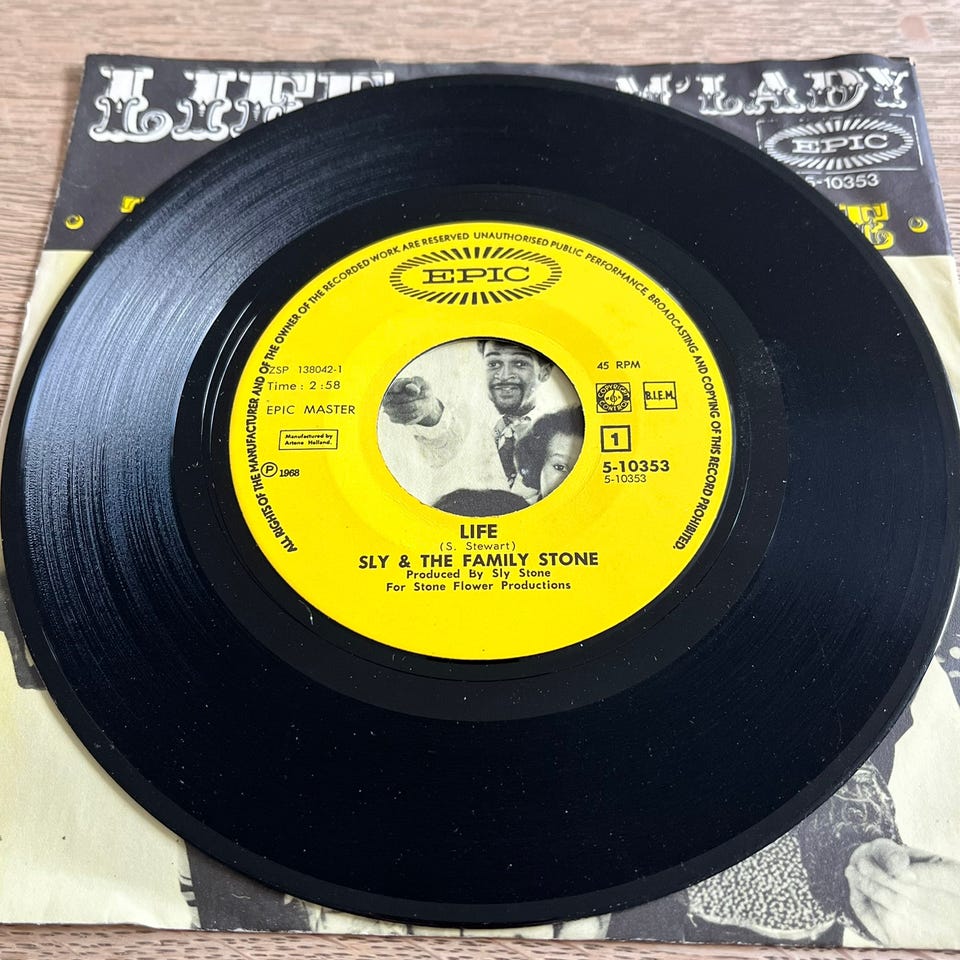 LIFE
M'LADY
EPIC
5-10353
ALL RIGHTS OF THE MANUFACTURER AND OF THE OWNER OF THE RECORDED WORK ARE RESERVED UNAUTHORISED PUBLIC PERFORMANCE, BROADCASTING AND COPYING OF THIS RECORD PROHIBITED.
EPIC
ZSP 138042-1
Time : 2 :58
EPIC MASTER
Manufactured by
Artone Holland.
Ⓟ 1968
45 RPM
B.I.E.M.
1
5-10353
5-10353
LIFE
(S. Stewart)
SLY & THE FAMILY STONE
Produced By Sly Stone
For Stone Flower Productions